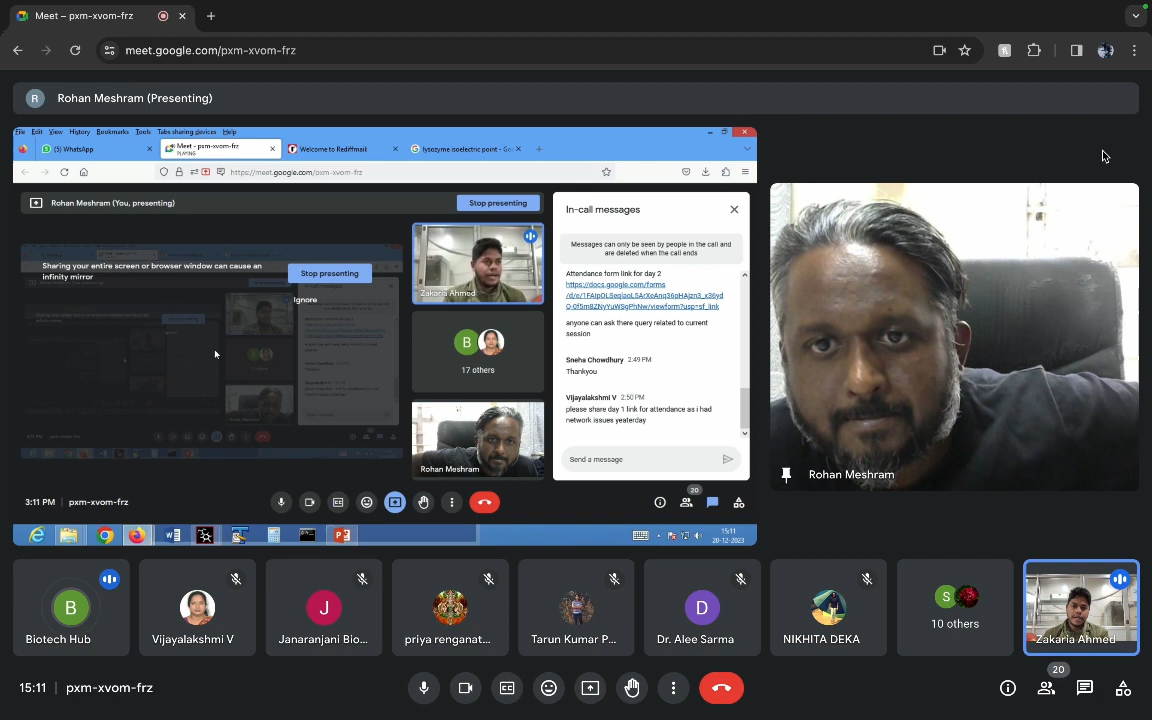 Meet – pxm-xvom-frz
meet.google.com/pxm-xvom-frz
R Rohan Meshram (Presenting)
File Edit View History Bookmarks Tools Tabs sharing devices Help
(5) WhatsApp
Meet - pxm-xvom-frz
PLAYING
Welcome to Rediffmail
lysozyme isoelectric point - Go
https://meet.google.com/pxm-xvom-frz
Rohan Meshram (You, presenting)
Stop presenting
Sharing your entire screen or browser window can cause an
infinity mirror
Stop presenting
Ignore
Zakaria Ahmed
B
17 others
Rohan Meshram
In-call messages
Messages can only be seen by people in the call and
are deleted when the call ends
Attendance form link for day 2
https://docs.google.com/forms
anyone can ask there query related to current
session
Sneha Chowdhury 2:49 PM
Thankyou
Vijayalakshmi V 2:50 PM
please share day 1 link for attendance as i had
network issues yesterday
Send a message
3:11 PM | pxm-xvom-frz
20
15:11
20-12-2023
Rohan Meshram
B
Biotech Hub
Vijayalakshmi V
J
Janaranjani Bio...
priya renganat...
Tarun Kumar P...
D
Dr. Alee Sarma
NIKHITA DEKA
S
10 others
Zakaria Ahmed
15:11 | pxm-xvom-frz
20